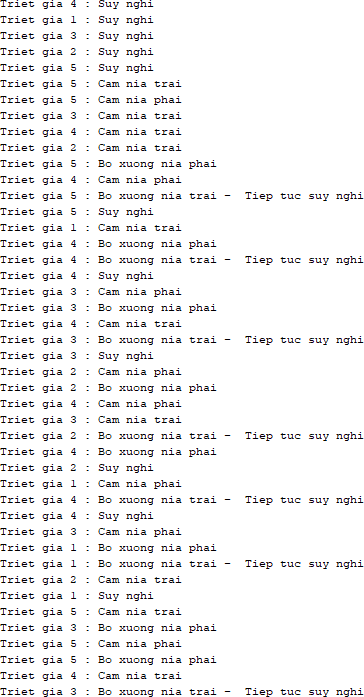 Triet gia 4 : Suy nghi
Triet gia 1 : Suy nghi
Triet gia 3 : Suy nghi
Triet gia 2 : Suy nghi
Triet gia 5 : Suy nghi
Triet gia 5 : Cam nia trai
Triet gia 5 : Cam nia phai
Triet gia 3 : Cam nia trai
Triet gia 4 : Cam nia trai
Triet gia 2 : Cam nia trai
Triet gia 5 : Bo xuong nia phai
Triet gia 4 : Cam nia phai
Triet gia 5 : Bo xuong nia trai - Tiep tuc suy nghi
Triet gia 5 : Suy nghi
Triet gia 1 : Cam nia trai
Triet gia 4 : Bo xuong nia phai
Triet gia 4 : Bo xuong nia trai - Tiep tuc suy nghi
Triet gia 4 : Suy nghi
Triet gia 3 : Cam nia phai
Triet gia 3 : Bo xuong nia phai
Triet gia 4 : Cam nia trai
Triet gia 3 : Bo xuong nia trai - Tiep tuc suy nghi
Triet gia 3 : Suy nghi
Triet gia 2 : Cam nia phai
Triet gia 2 : Bo xuong nia phai
Triet gia 4 : Cam nia phai
Triet gia 3 : Cam nia trai
Triet gia 2 : Bo xuong nia trai - Tiep tuc suy nghi
Triet gia 4 : Bo xuong nia phai
Triet gia 2 : Suy nghi
Triet gia 1 : Cam nia phai
Triet gia 4 : Bo xuong nia trai - Tiep tuc suy nghi
Triet gia 4 : Suy nghi
Triet gia 3 : Cam nia phai
Triet gia 1 : Bo xuong nia phai
Triet gia 1 : Bo xuong nia trai - Tiep tuc suy nghi
Triet gia 2 : Cam nia trai
Triet gia 1 : Suy nghi
Triet gia 5 : Cam nia trai
Triet gia 3 : Bo xuong nia phai
Triet gia 5 : Cam nia phai
Triet gia 5 : Bo xuong nia phai
Triet gia 4 : Cam nia trai
Triet gia 3 : Bo xuong nia trai - Tiep tuc suy nghi